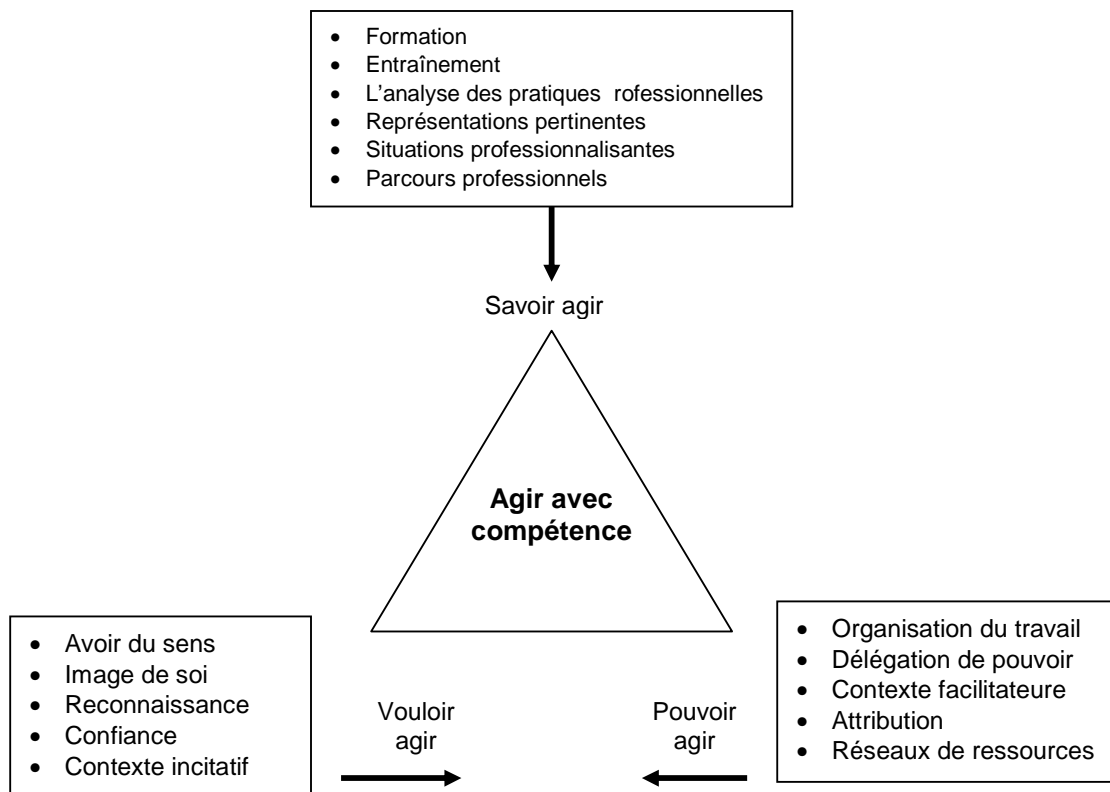 • Formation
• Entraînement
• L’analyse des pratiques rofessionnelles
• Représentations pertinentes
• Situations professionnalisantes
• Parcours professionnels
Savoir agir
Agir avec
compétence
• Avoir du sens
• Image de soi
• Reconnaissance
• Confiance
• Contexte incitatif
Vouloir
agir
Pouvoir
agir
• Organisation du travail
• Délégation de pouvoir
• Contexte facilitateure
• Attribution
• Réseaux de ressources